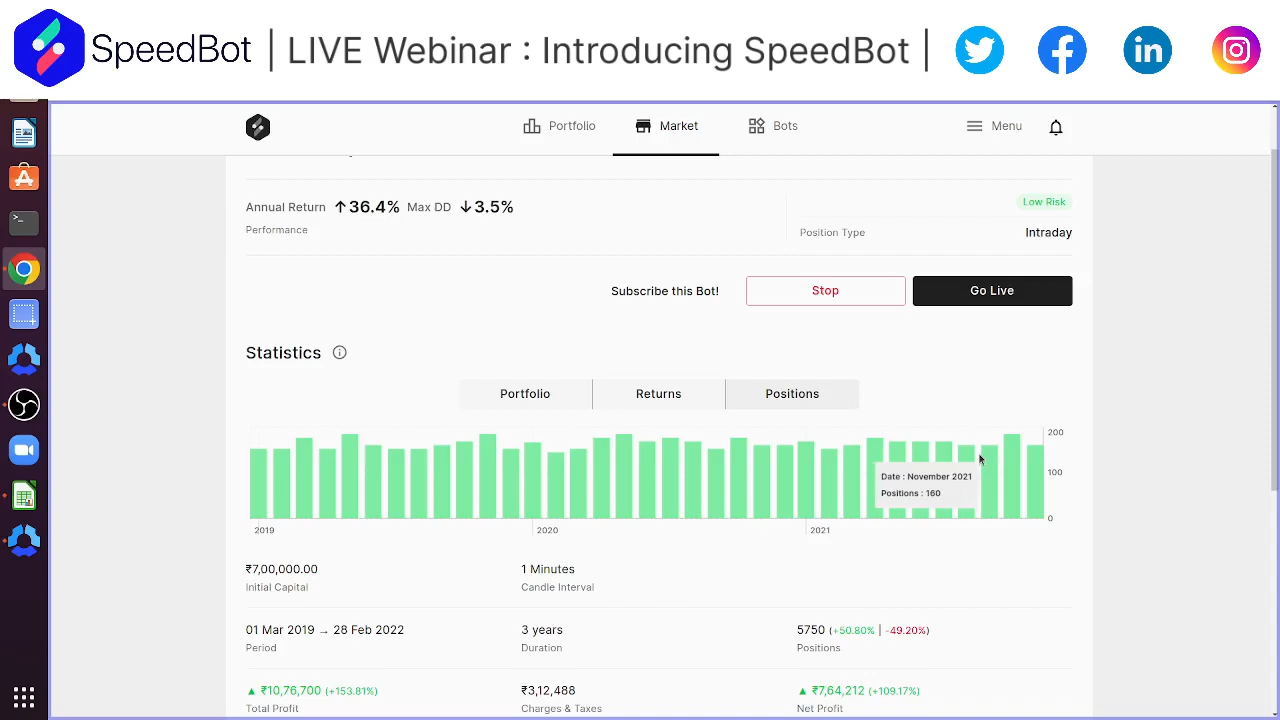 SpeedBot | LIVE Webinar : Introducing SpeedBot |
Portfolio Market Bots Menu
Annual Return ↑36.4% Max DD ↓3.5%
Performance
Low Risk
Position Type Intraday
Subscribe this Bot! Stop Go Live
Statistics
Portfolio Returns Positions
200
100
0
Date : November 2021
Positions : 160
2019 2020 2021
₹7,00,000.00 1 Minutes
Initial Capital Candle Interval
01 Mar 2019 → 28 Feb 2022 3 years 5750 (+50.80% | -49.20%)
Period Duration Positions
▲ ₹10,76,700 (+153.81%) ₹3,12,488 ▲ ₹7,64,212 (+109.17%)
Total Profit Charges & Taxes Net Profit